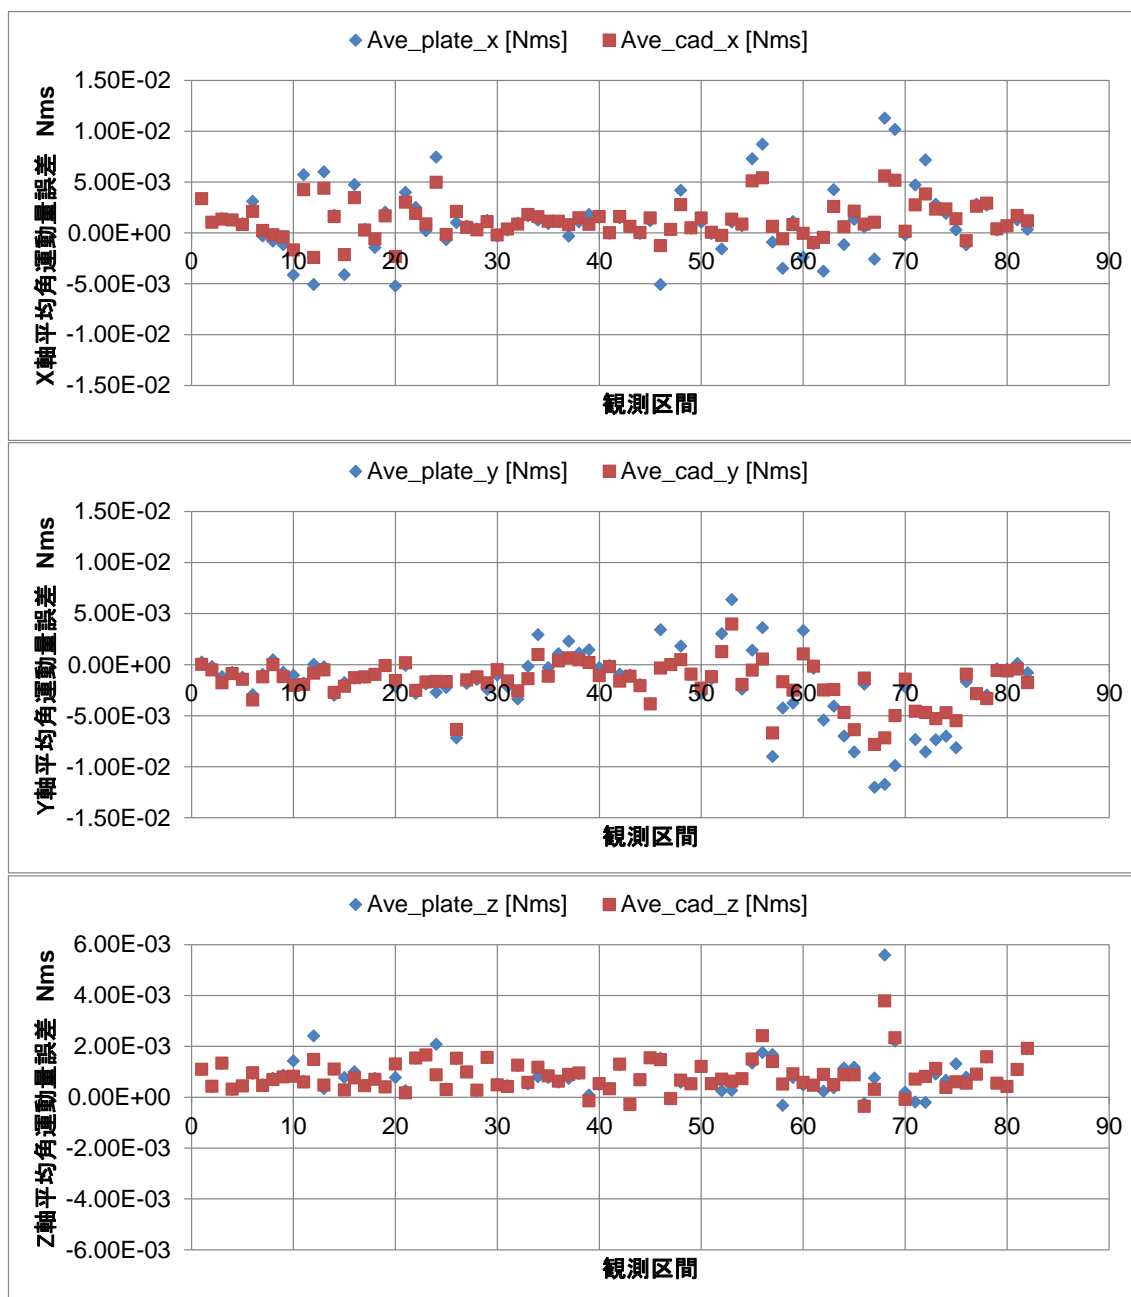 Ave_plate_x [Nms] Ave_cad_x [Nms]
X軸平均角運動量誤差 Nms
1.50E-02
1.00E-02
5.00E-03
0.00E+00
-5.00E-03
-1.00E-02
-1.50E-02
0 10 20 30 40 50 60 70 80 90
観測区間
Ave_plate_y [Nms] Ave_cad_y [Nms]
Y軸平均角運動量誤差 Nms
1.50E-02
1.00E-02
5.00E-03
0.00E+00
-5.00E-03
-1.00E-02
-1.50E-02
0 10 20 30 40 50 60 70 80 90
観測区間
Ave_plate_z [Nms] Ave_cad_z [Nms]
Z軸平均角運動量誤差 Nms
6.00E-03
4.00E-03
2.00E-03
0.00E+00
-2.00E-03
-4.00E-03
-6.00E-03
0 10 20 30 40 50 60 70 80 90
観測区間